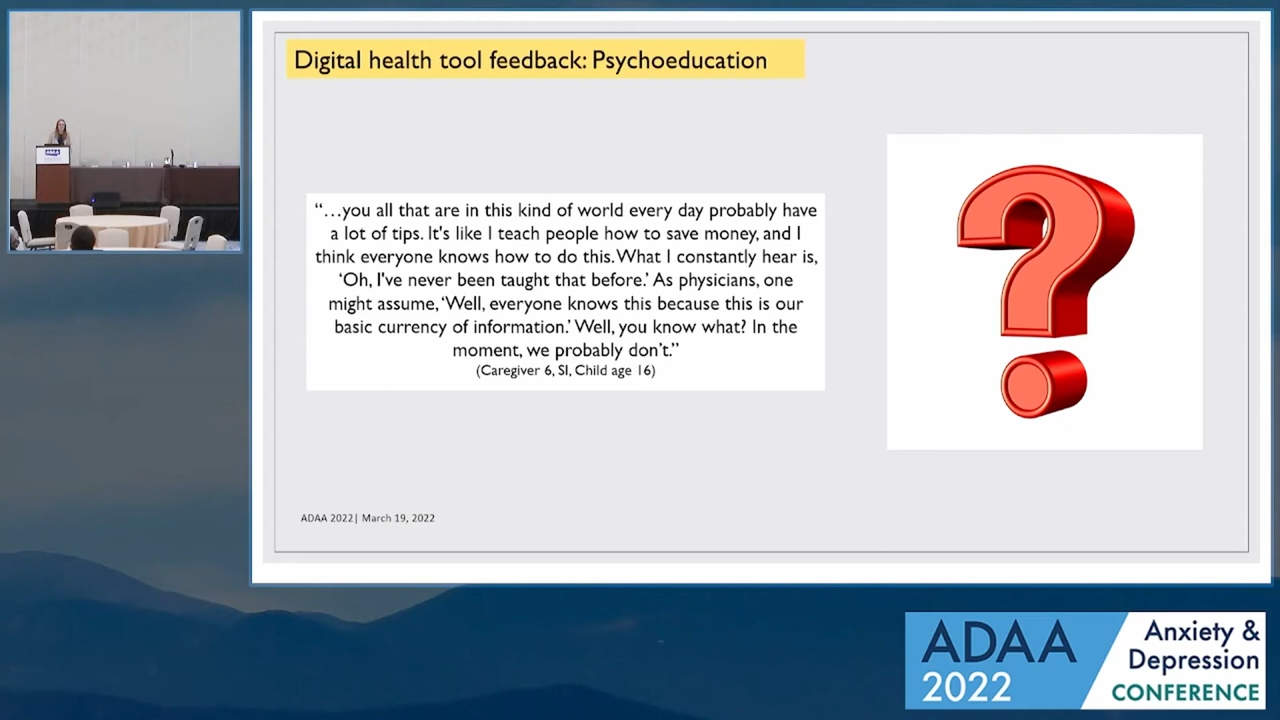 Digital health tool feedback: Psychoeducation
“…you all that are in this kind of world every day probably have
a lot of tips. It's like I teach people how to save money, and I
think everyone knows how to do this. What I constantly hear is,
‘Oh, I've never been taught that before.’ As physicians, one
might assume, ‘Well, everyone knows this because this is our
basic currency of information.’ Well, you know what? In the
moment, we probably don’t.”
(Caregiver 6, SI, Child age 16)
ADAA 2022| March 19, 2022
ADAA
2022
Anxiety &
Depression
CONFERENCE